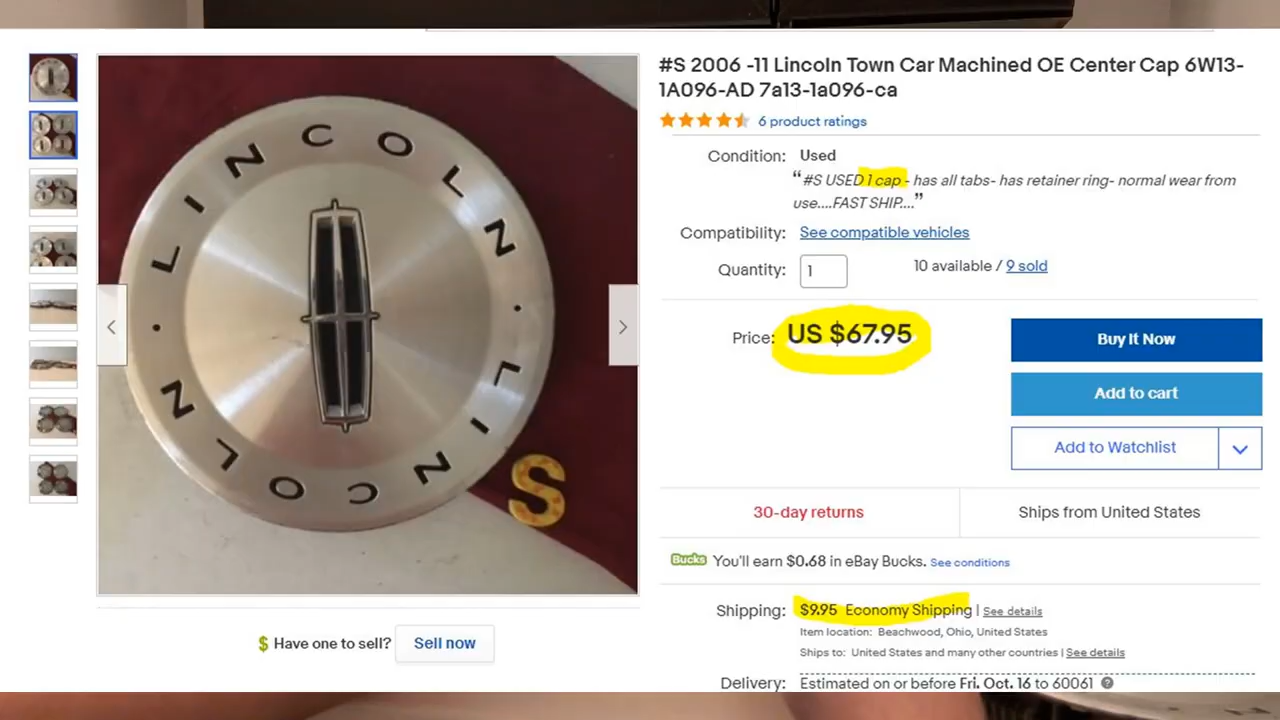 #S 2006 -11 Lincoln Town Car Machined OE Center Cap 6W13-
1A096-AD 7a13-1a096-ca
6 product ratings
Condition: Used
“#S USED 1 cap - has all tabs- has retainer ring- normal wear from
use....FAST SHIP....”
Compatibility: See compatible vehicles
Quantity: 1 10 available / 9 sold
Price: US $67.95
Buy It Now
Add to cart
Add to Watchlist
30-day returns Ships from United States
Bucks You'll earn $0.68 in eBay Bucks. See conditions
Shipping: $9.95 Economy Shipping | See details
Item location: Beachwood, Ohio, United States
Ships to: United States and many other countries | See details
Delivery: Estimated on or before Fri. Oct. 16 to 60061 ?
LINCOLN · LINCOLN ·
S
$ Have one to sell? Sell now